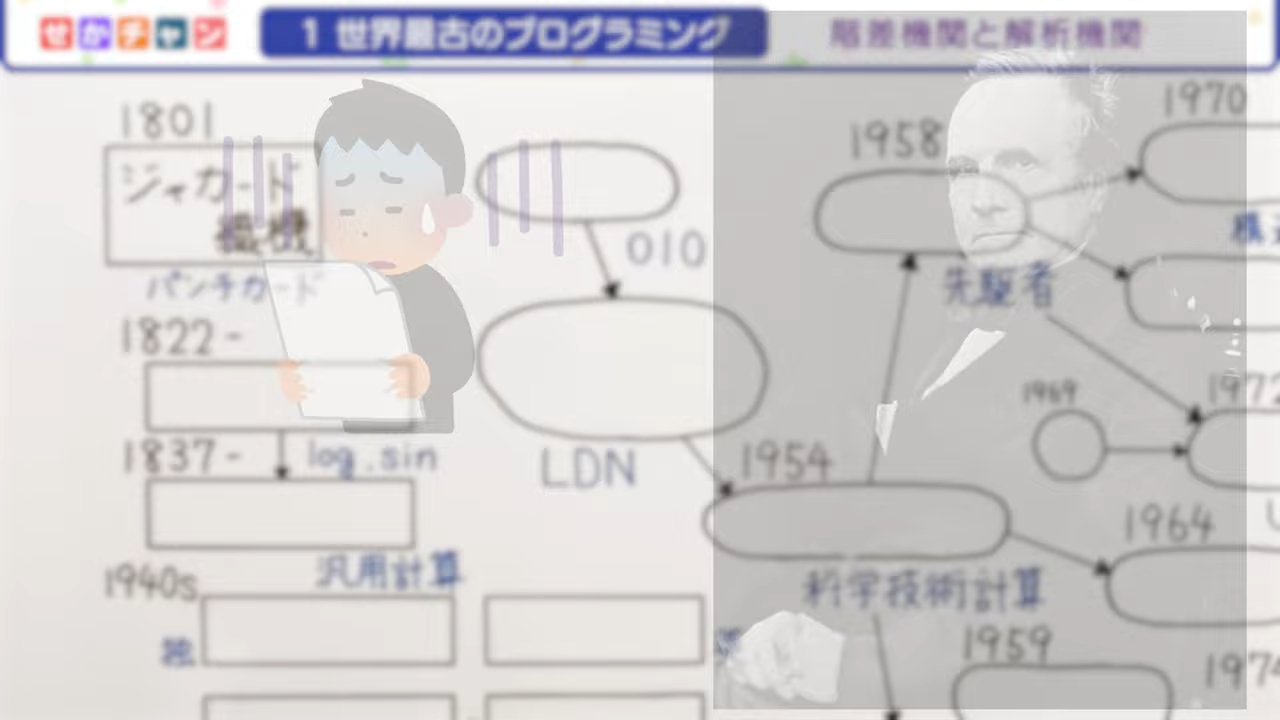 せかチャン
1 世界最古のプログラミング
階差機関と解析機関
1801
ジャカード
織機
パンチカード
1822-
1837-
log.sin
汎用計算
1940s
独
010
LDN
1954
科学技術計算
1958
先駆者
1970
1969
1972
1964
1959
197